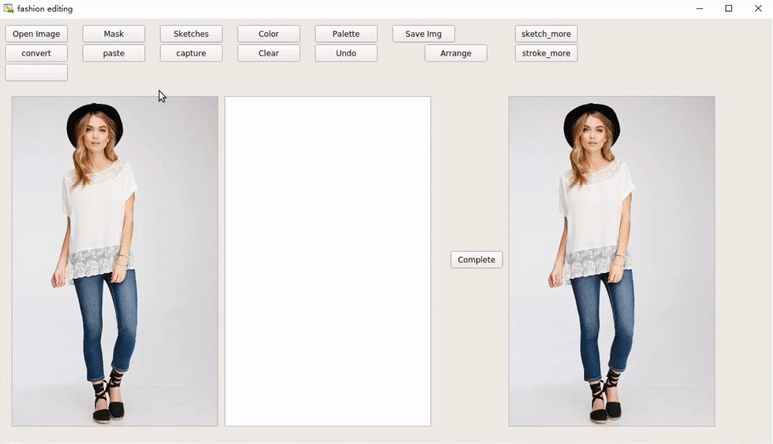 fashion editing
Open Image Mask Sketches Color Palette Save Img sketch_more
convert paste capture Clear Undo Arrange stroke_more
Complete